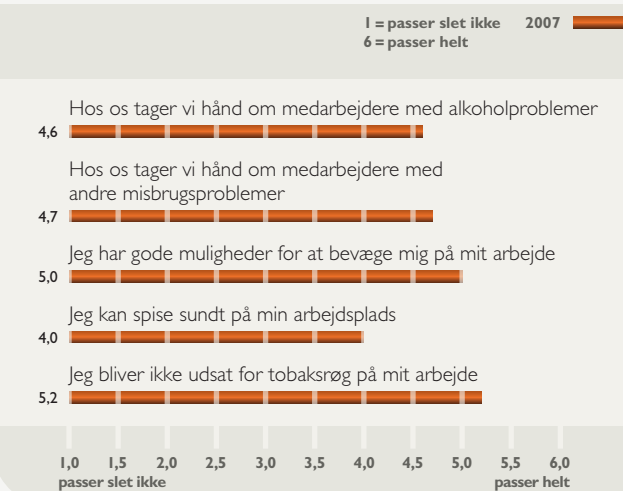 1 = passer slet ikke 2007
6 = passer helt
Hos os tager vi hånd om medarbejdere med alkoholproblemer
4,6
Hos os tager vi hånd om medarbejdere med
andre misbrugsproblemer
4,7
Jeg har gode muligheder for at bevæge mig på mit arbejde
5,0
Jeg kan spise sundt på min arbejdsplads
4,0
Jeg bliver ikke udsat for tobaksrøg på mit arbejde
5,2
1,0 1,5 2,0 2,5 3,0 3,5 4,0 4,5 5,0 5,5 6,0
passer slet ikke passer helt